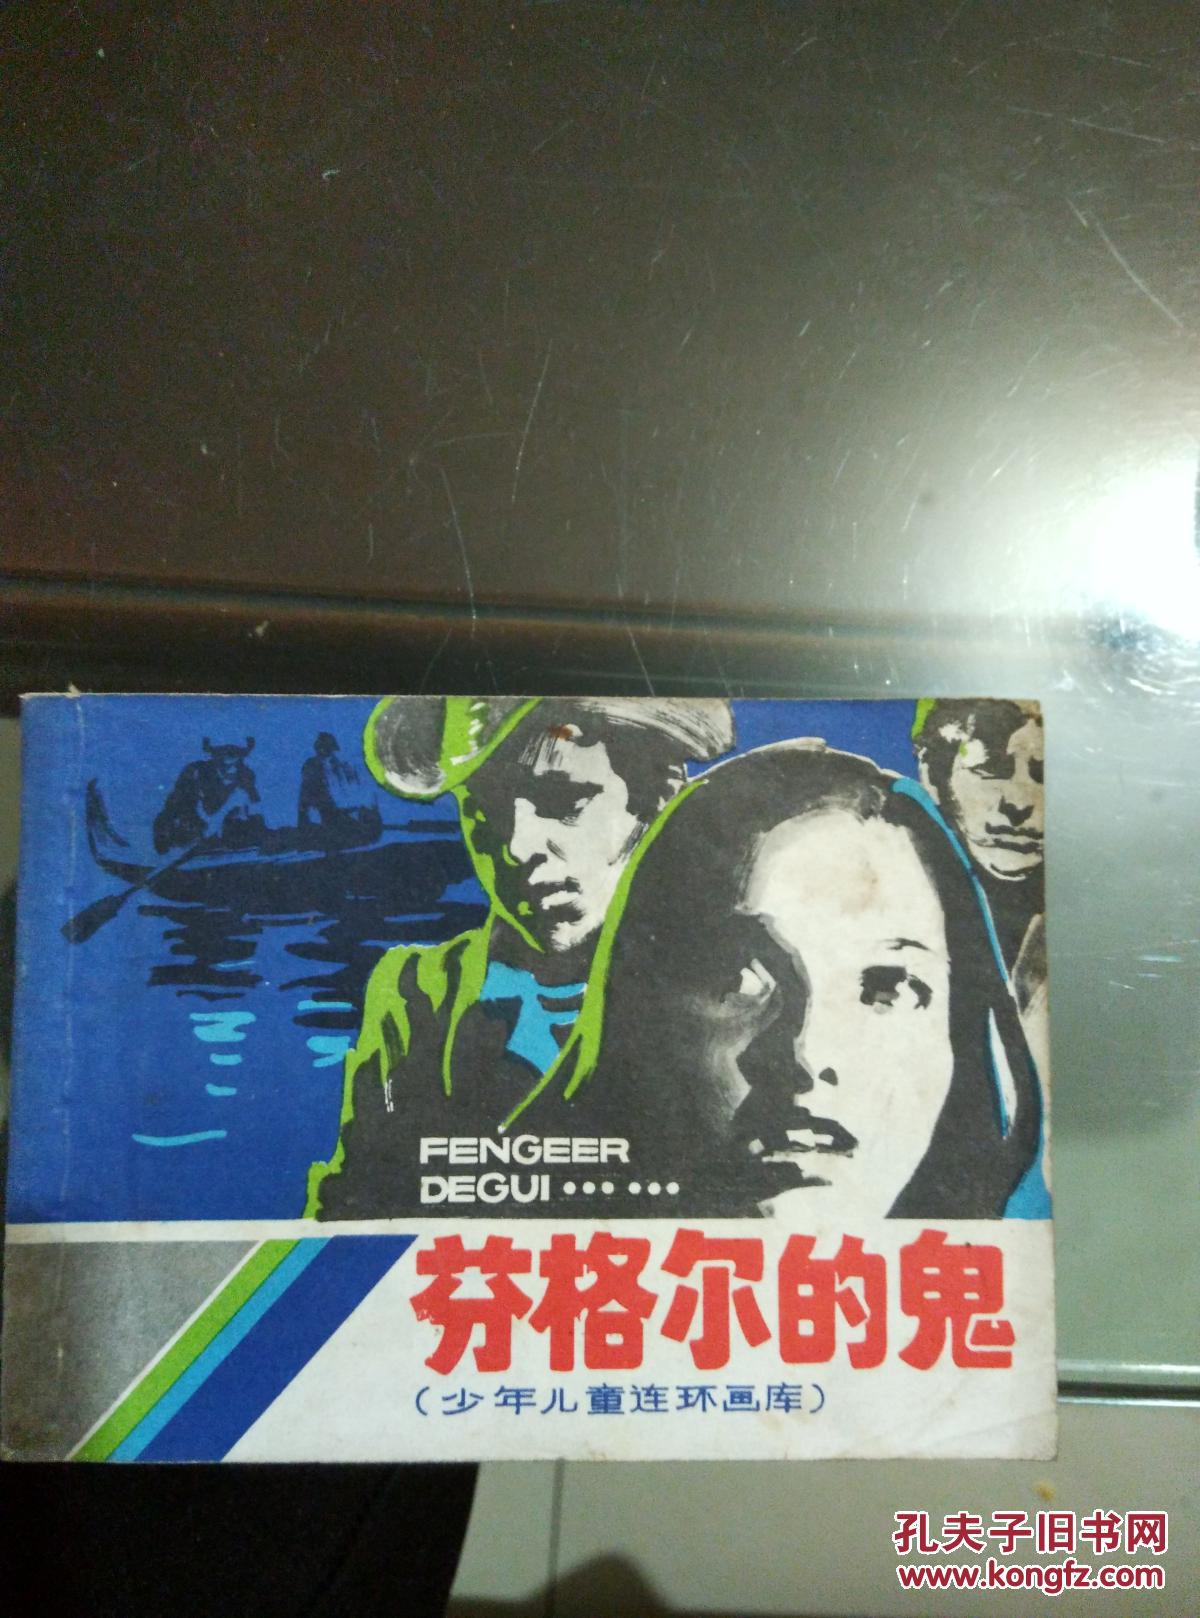 FENGEER
DEGUI••• •••
芬格尔的鬼
（少年儿童连环画库）
孔夫子旧书网
www.kongfz.com